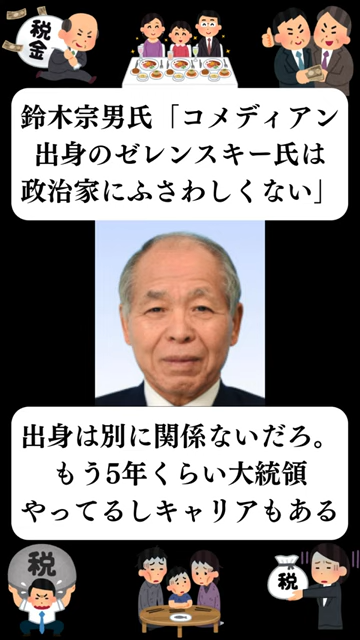 税金
鈴木宗男氏「コメディアン
出身のゼレンスキー氏は
政治家にふさわしくない」
出身は別に関係ないだろ。
もう5年くらい大統領
やってるしキャリアもある
税
税